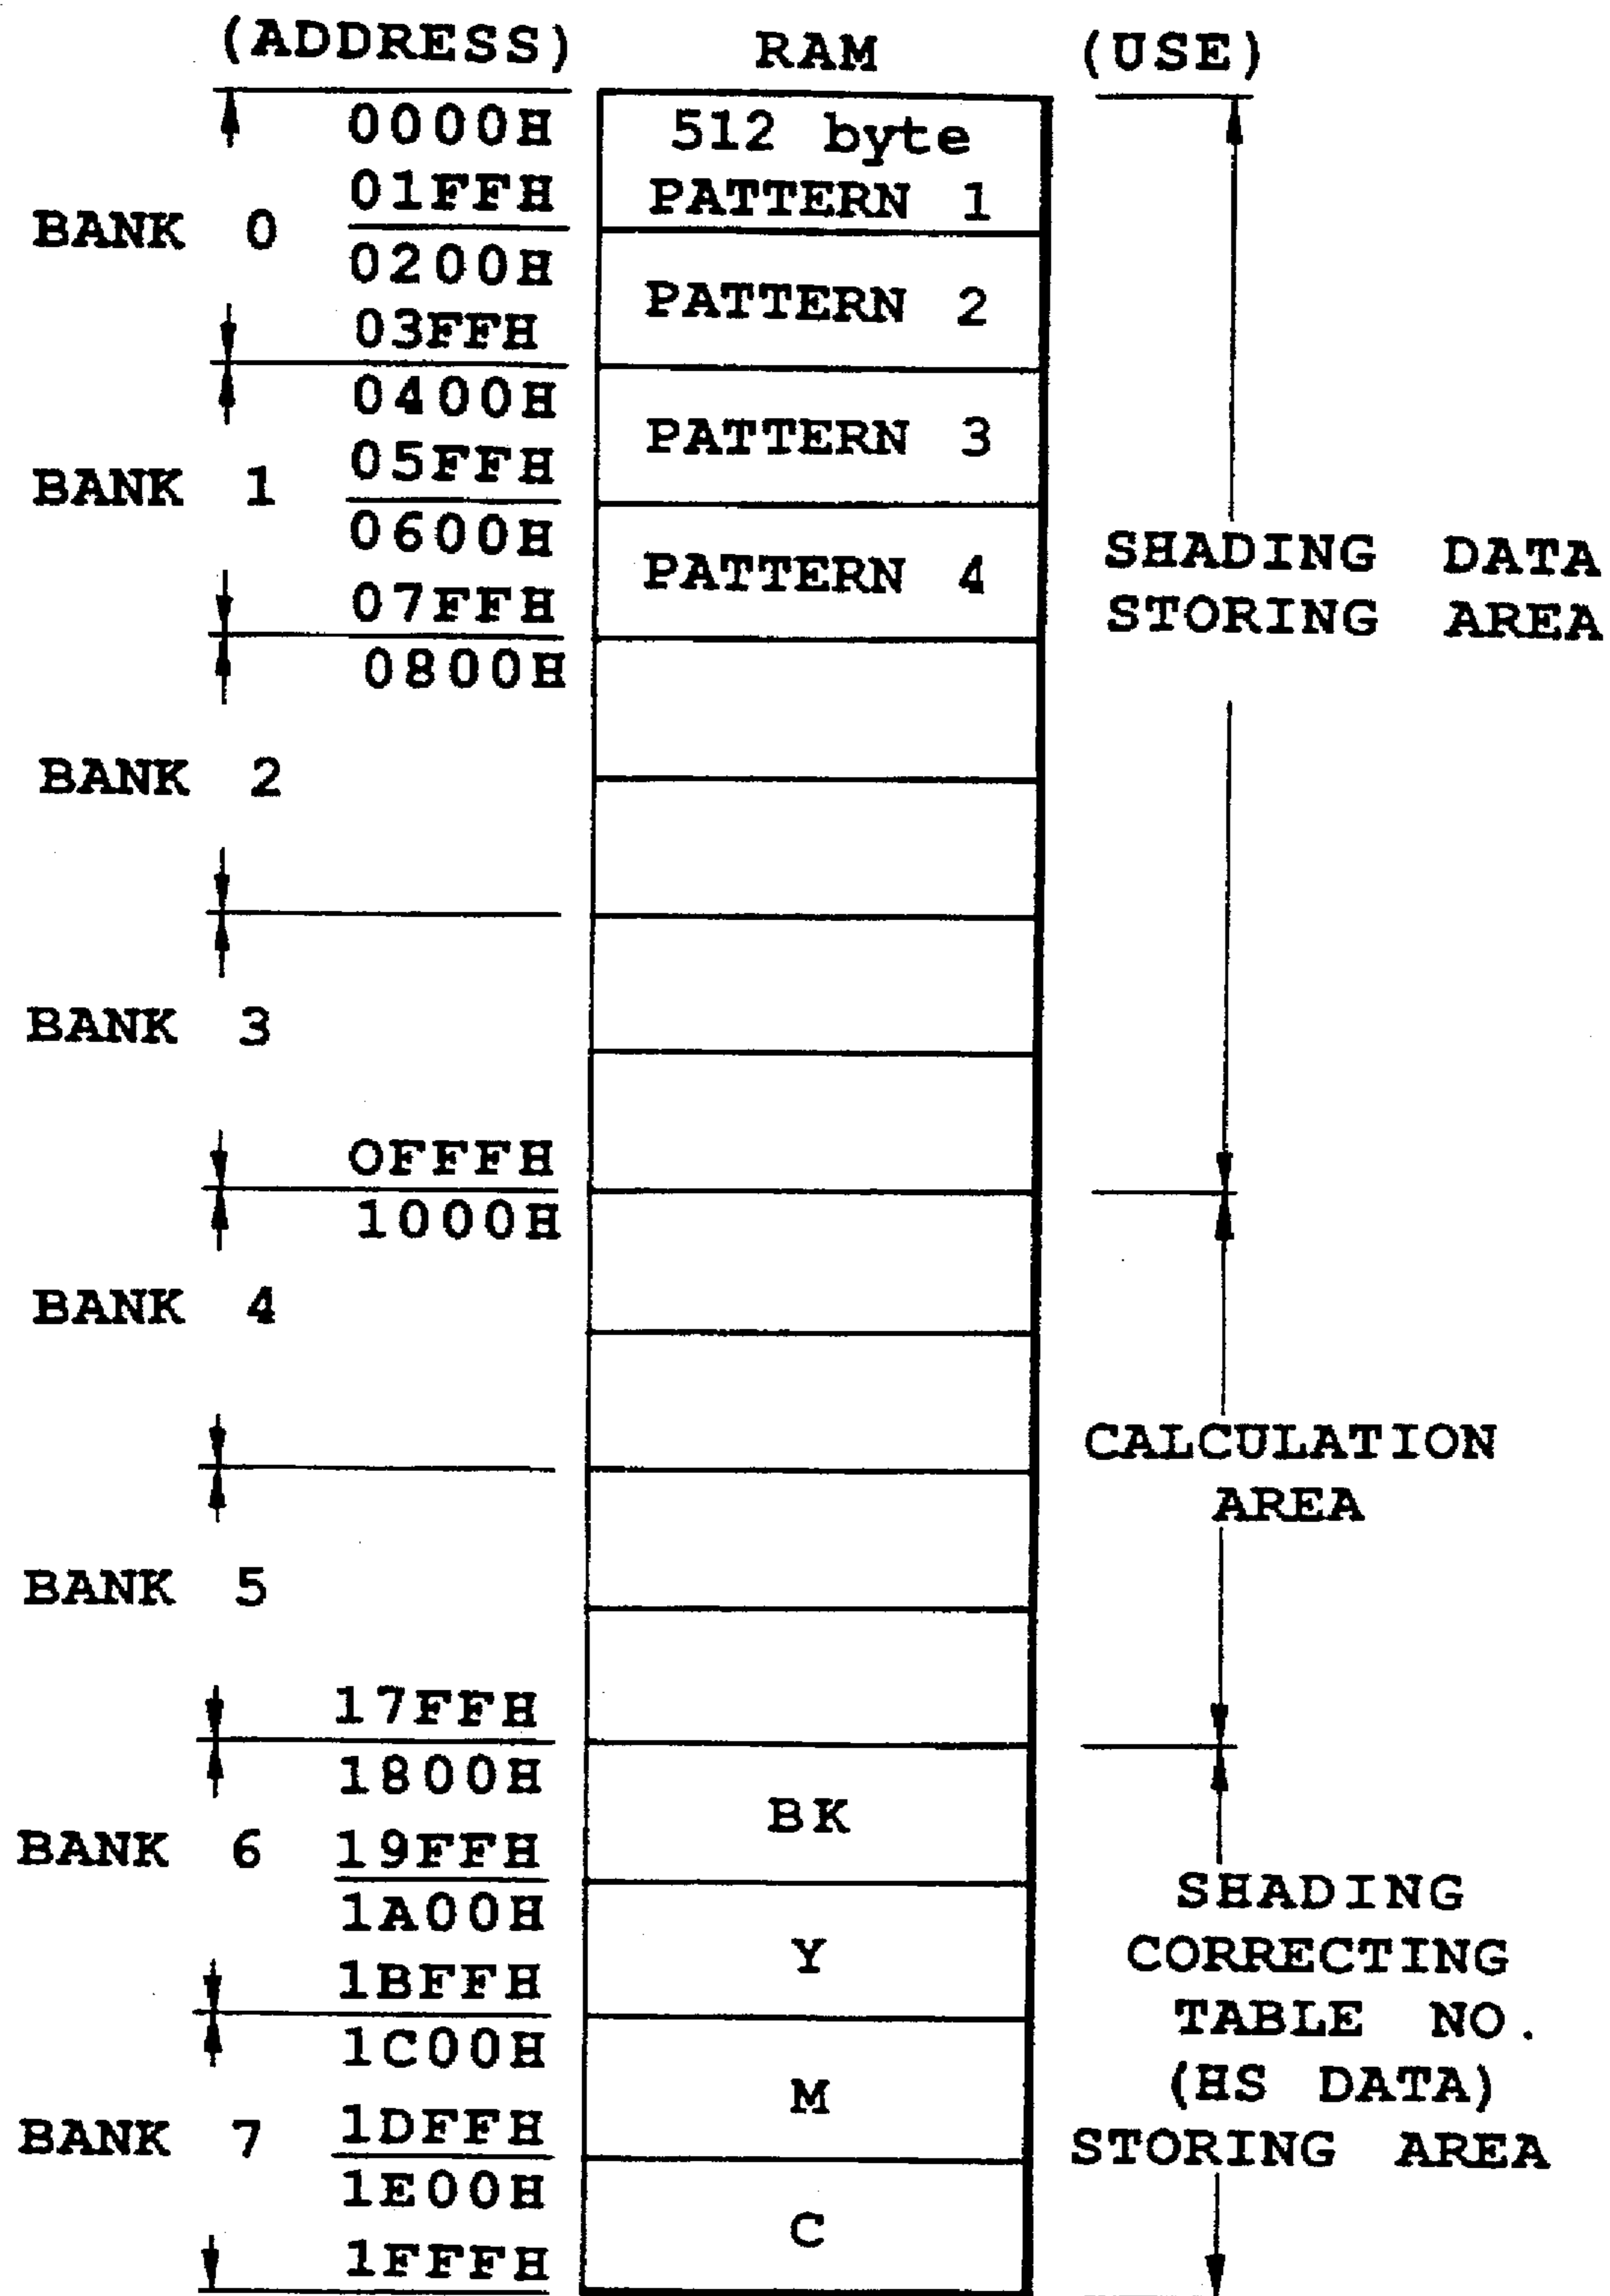 (ADDRESS) RAM (USE)
0000H 512 byte
01FFH PATTERN 1
BANK 0
0200H
PATTERN 2
03FFH
0400H
PATTERN 3
05FFH
BANK 1
0600H
PATTERN 4
07FFH
SHADING DATA
STORING AREA
0800H
BANK 2
BANK 3
OFFFH
1000H
BANK 4
CALCULATION
AREA
BANK 5
17FFH
1800H
BK
BANK 6 19FFH
1A00H
Y
1BFFH
1C00H
SHADING
CORRECTING
TABLE NO.
(HS DATA)
STORING AREA
M
BANK 7 1DFFH
1E00H
C
1FFFH